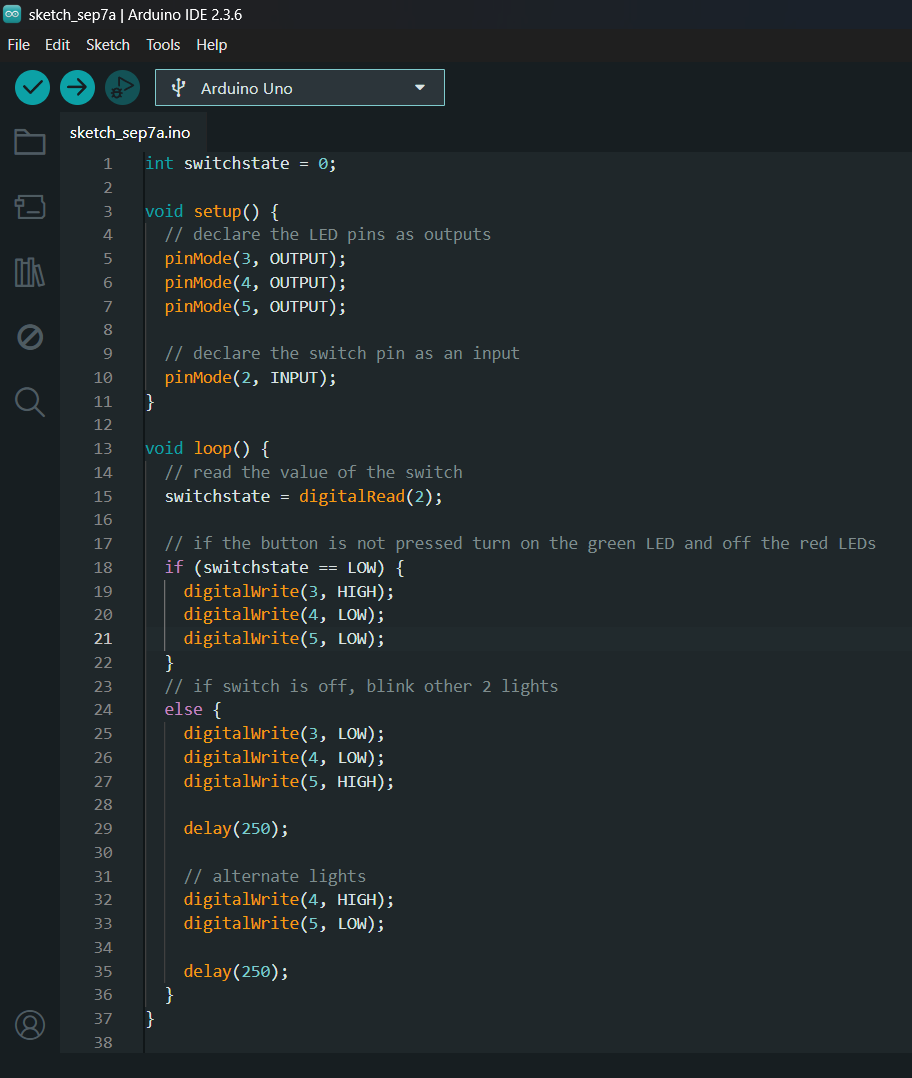 sketch_sep7a | Arduino IDE 2.3.6
File Edit Sketch Tools Help
Arduino Uno
sketch_sep7a.ino
1 int switchstate = 0;
2
3 void setup() {
4 // declare the LED pins as outputs
5 pinMode(3, OUTPUT);
6 pinMode(4, OUTPUT);
7 pinMode(5, OUTPUT);
8
9 // declare the switch pin as an input
10 pinMode(2, INPUT);
11 }
12
13 void loop() {
14 // read the value of the switch
15 switchstate = digitalRead(2);
16
17 // if the button is not pressed turn on the green LED and off the red LEDs
18 if (switchstate == LOW) {
19 digitalWrite(3, HIGH);
20 digitalWrite(4, LOW);
21 digitalWrite(5, LOW);
22 }
23 // if switch is off, blink other 2 lights
24 else {
25 digitalWrite(3, LOW);
26 digitalWrite(4, LOW);
27 digitalWrite(5, HIGH);
28
29 delay(250);
30
31 // alternate lights
32 digitalWrite(4, HIGH);
33 digitalWrite(5, LOW);
34
35 delay(250);
36 }
37 }
38